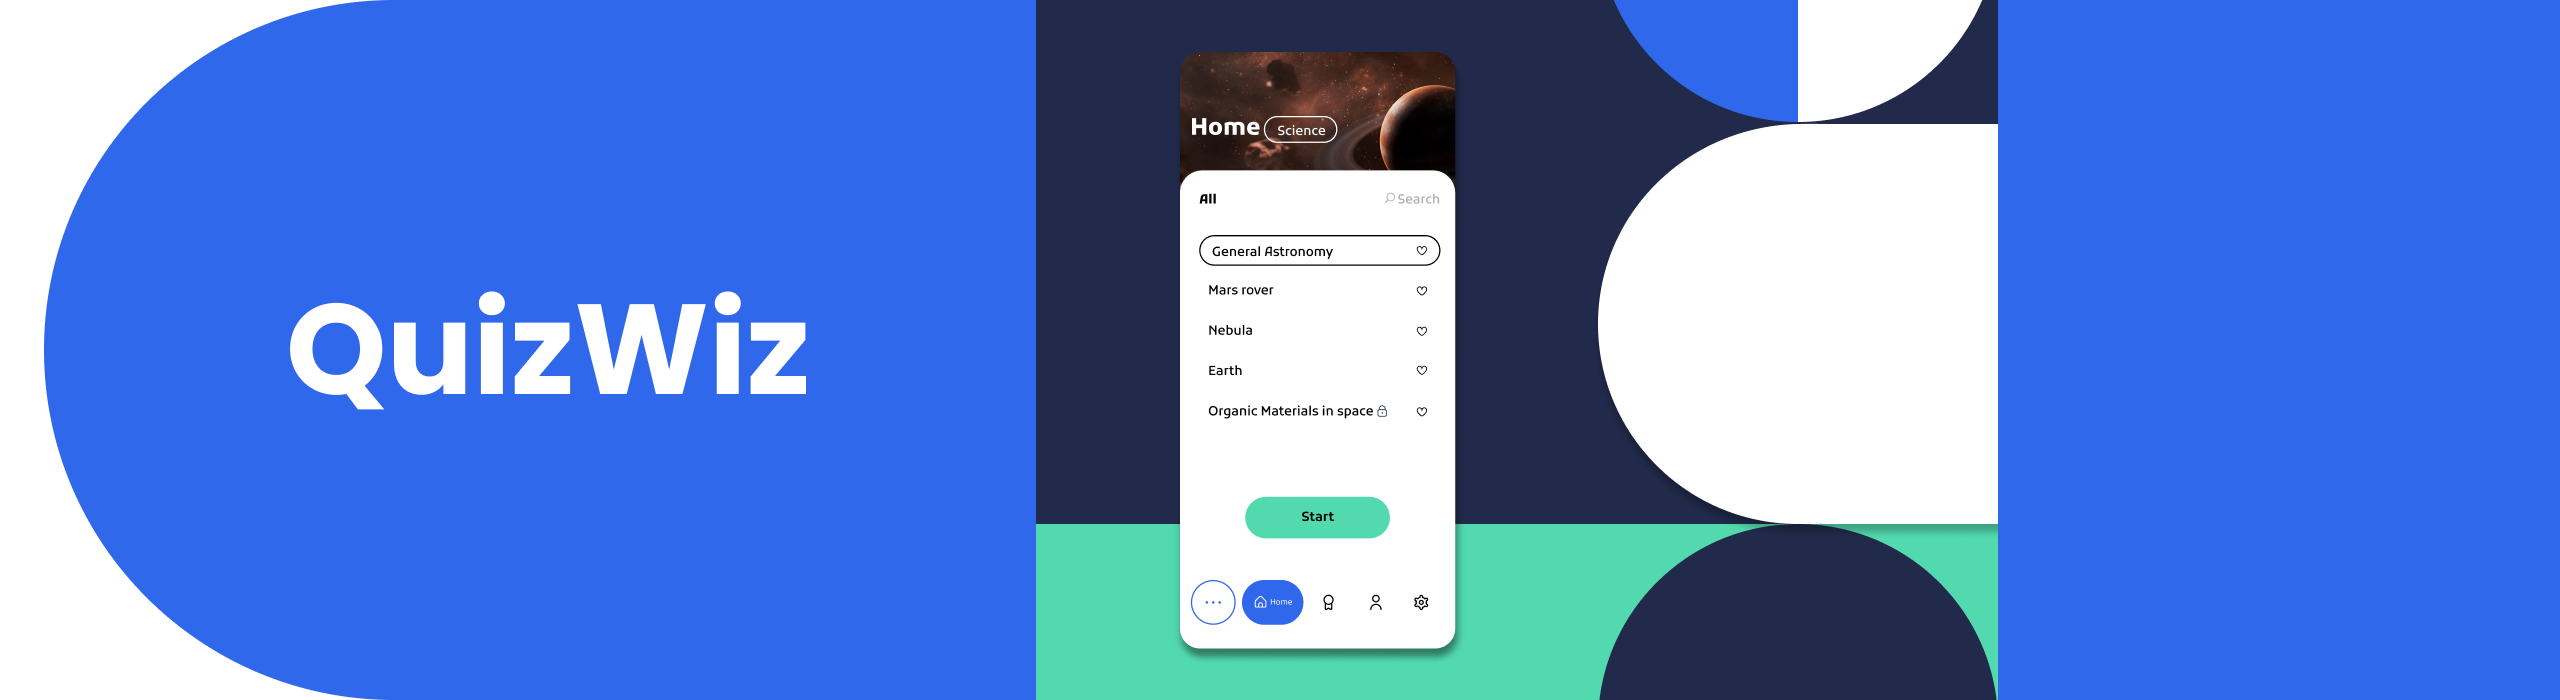 QuizWiz
Home Science
All Search
General Astronomy
Mars rover
Nebula
Earth
Organic Materials in space
Start
Home